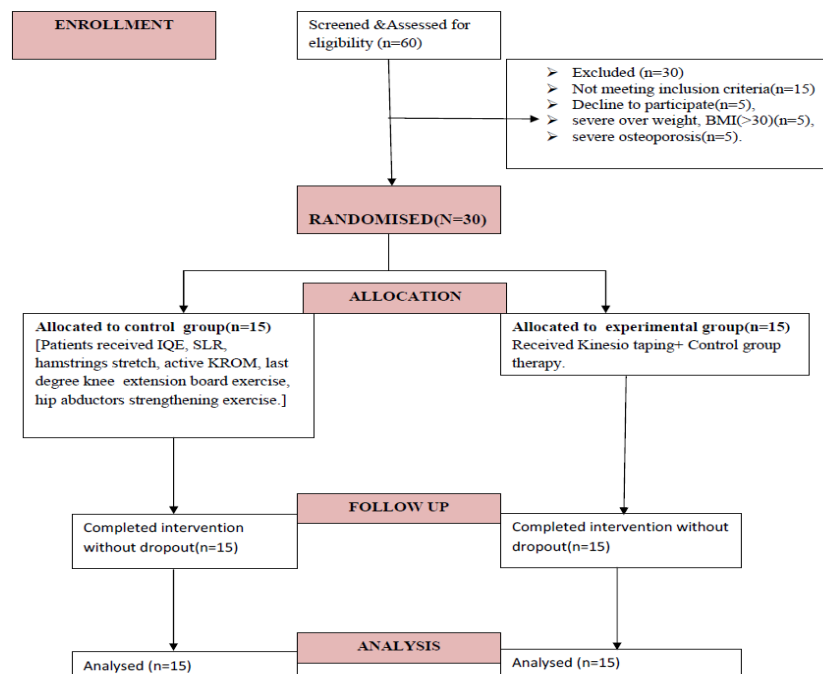 ENROLLMENT
Screened &Assessed for
eligibility (n=60)
➢ Excluded (n=30)
➢ Not meeting inclusion criteria(n=15)
➢ Decline to participate(n=5),
➢ severe over weight, BMI(>30)(n=5),
➢ severe osteoporosis(n=5).
RANDOMISED(N=30)
ALLOCATION
Allocated to control group(n=15)
[Patients received IQE, SLR,
hamstrings stretch, active KROM, last
degree knee extension board exercise,
hip abductors strengthening exercise.]
Allocated to experimental group(n=15)
Received Kinesio taping+ Control group
therapy.
FOLLOW UP
Completed intervention
without dropout(n=15)
Completed intervention without
dropout(n=15)
ANALYSIS
Analysed (n=15)
Analysed (n=15)